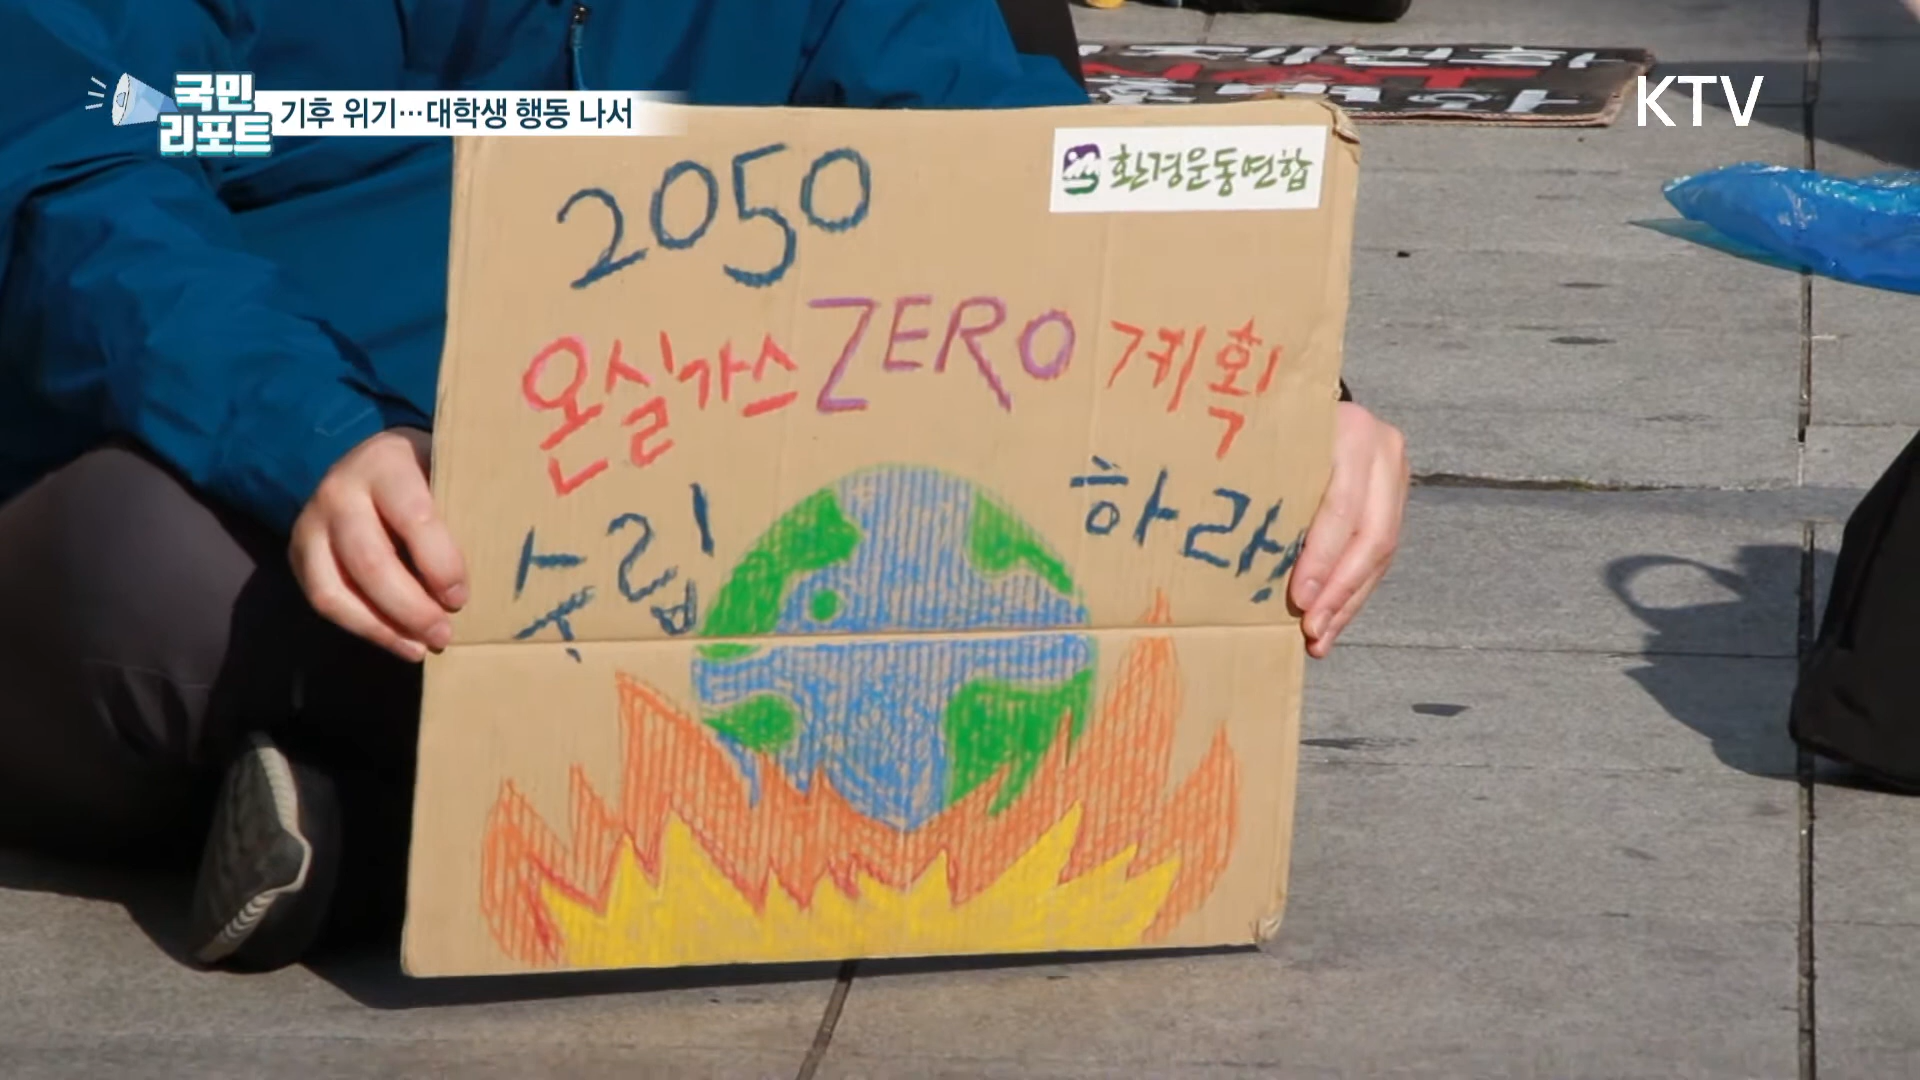 국민
리포트
기후 위기…대학생 행동 나서
KTV
환경운동연합
2050
온실가스 ZERO 계획
수립 하라!